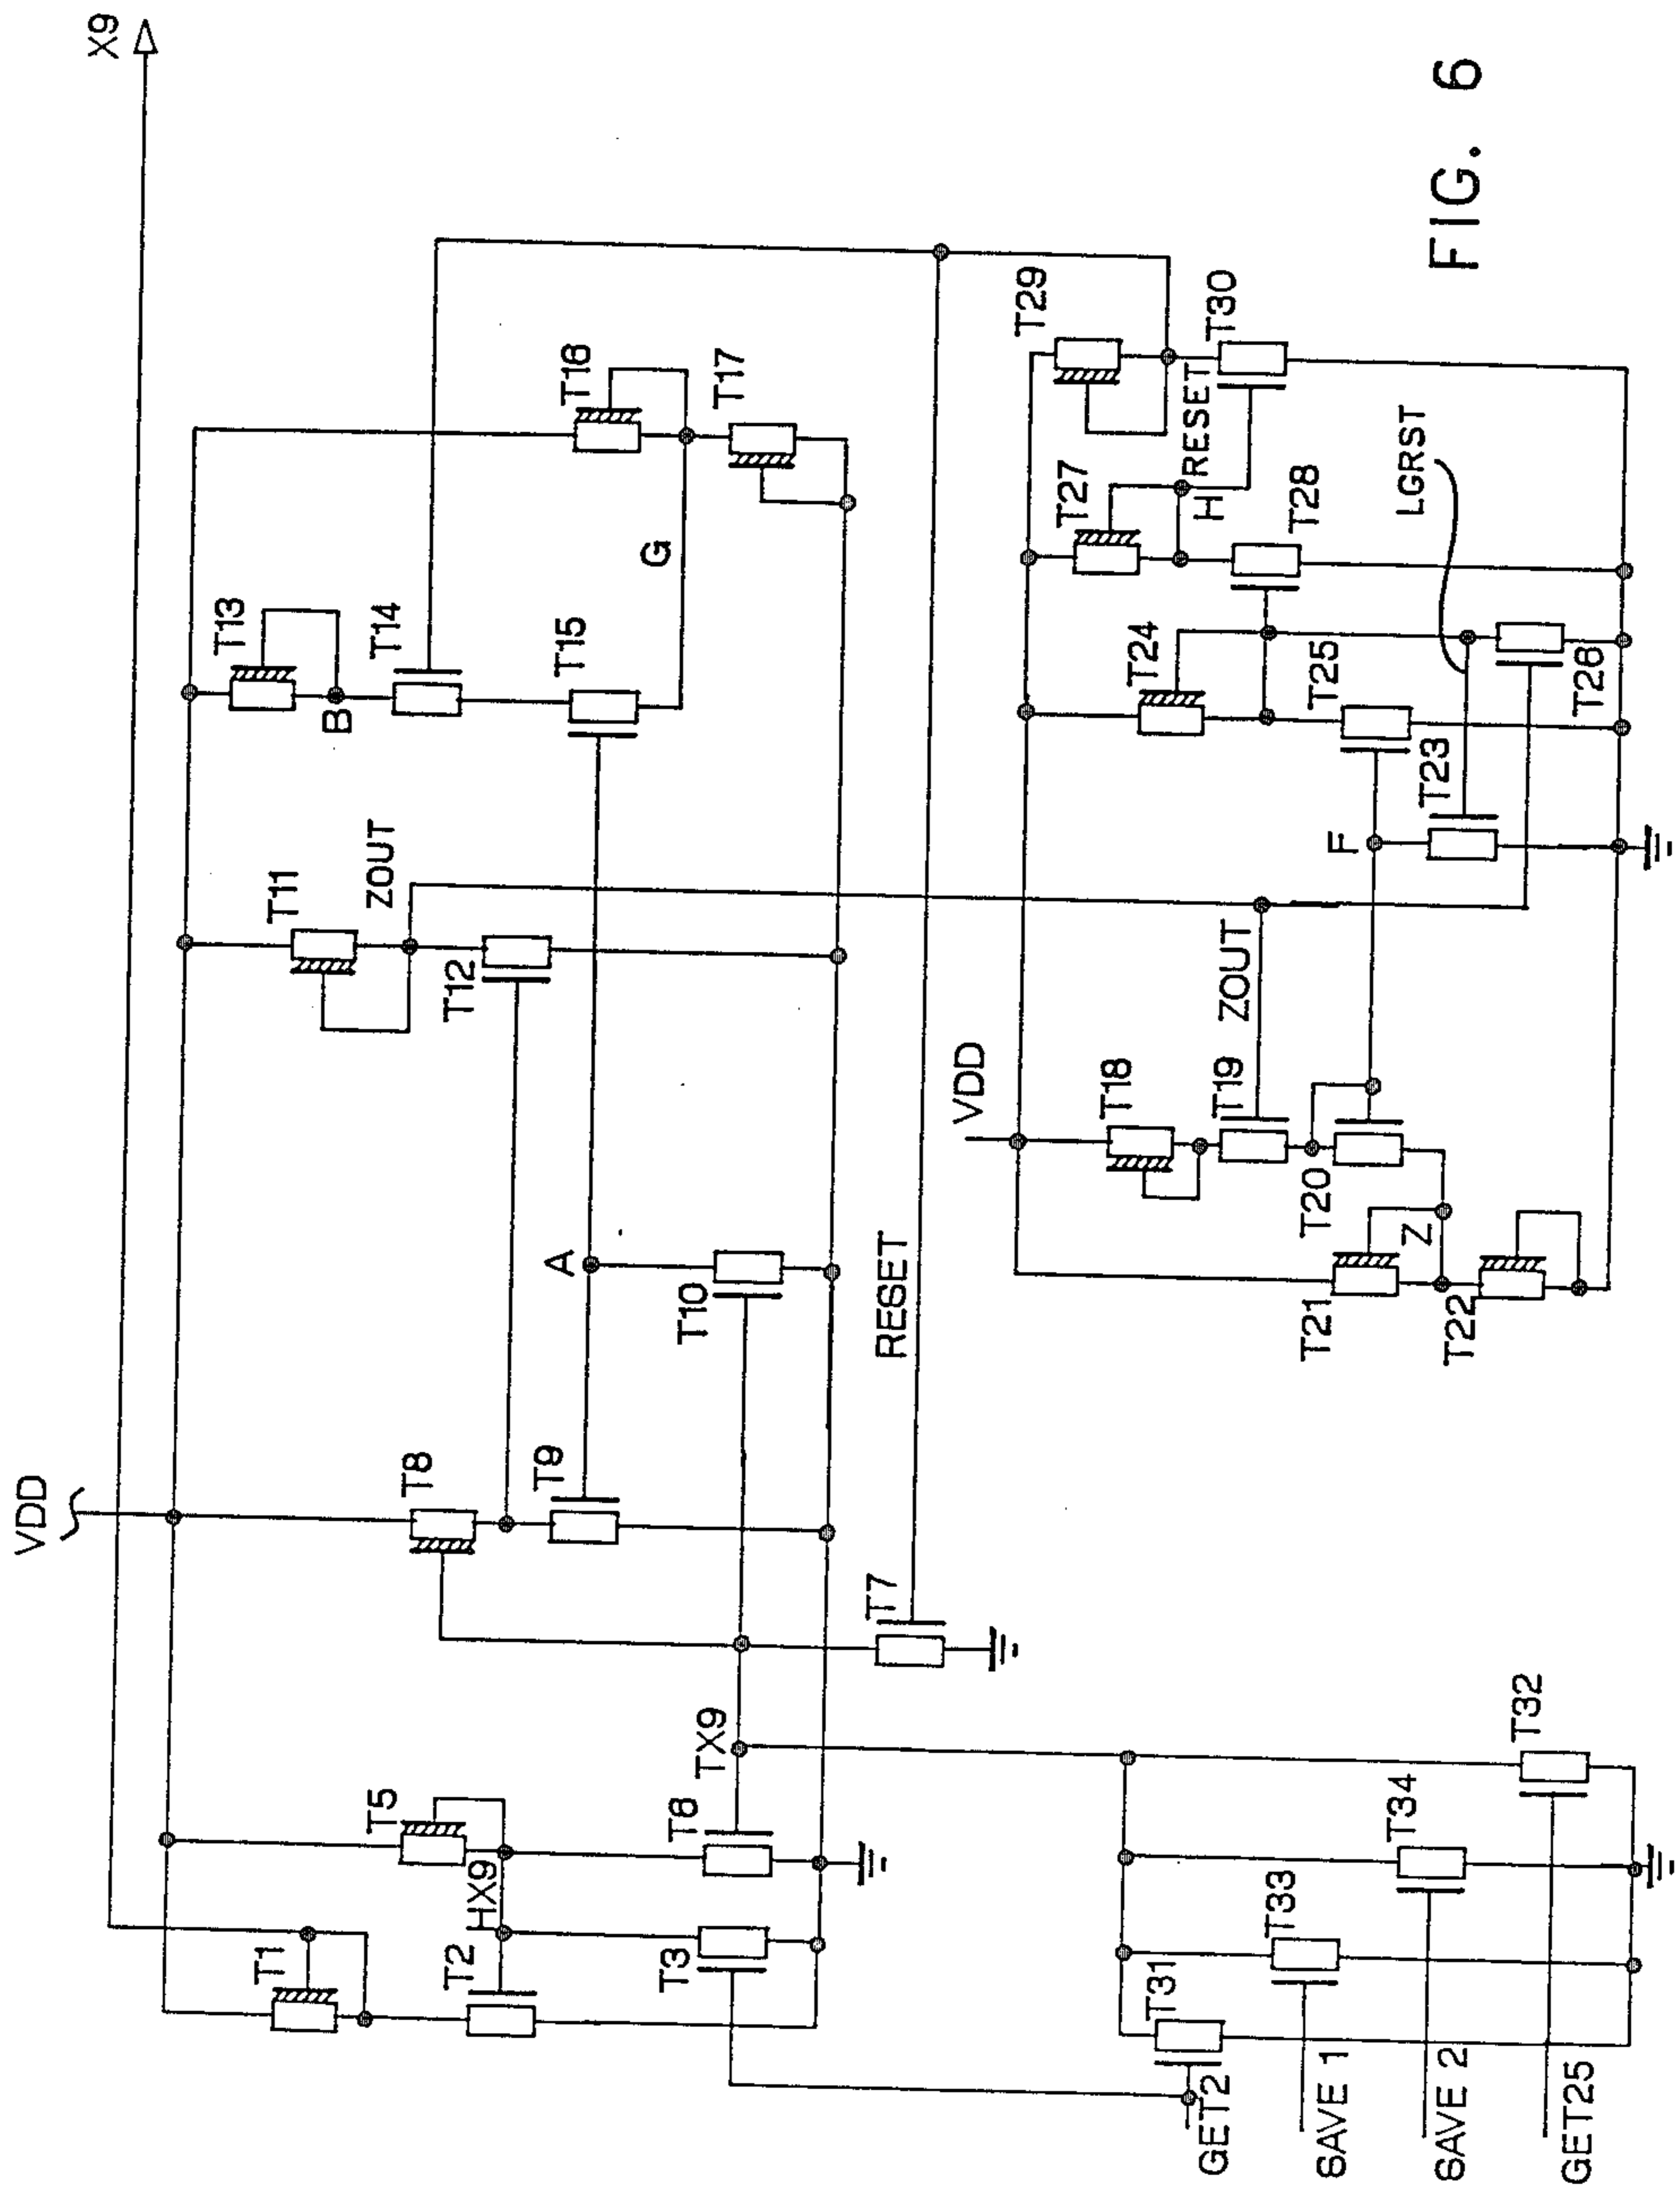 VDD
X9
T1
T5
T8
T11
T13
T14
ZOUT
T2
HX9
T9
T12
T15
T16
A
B
G
T3
T6
TX9
T10
T17
T7
RESET
VDD
T18
T24
T27
T29
GET2
T31
T19
ZOUT
H
RESET
T30
T28
T25
T20
T21
Z
F
SAVE 1
T33
T22
T23
LGRST
SAVE 2
T34
GET25
T32
T26
FIG. 6